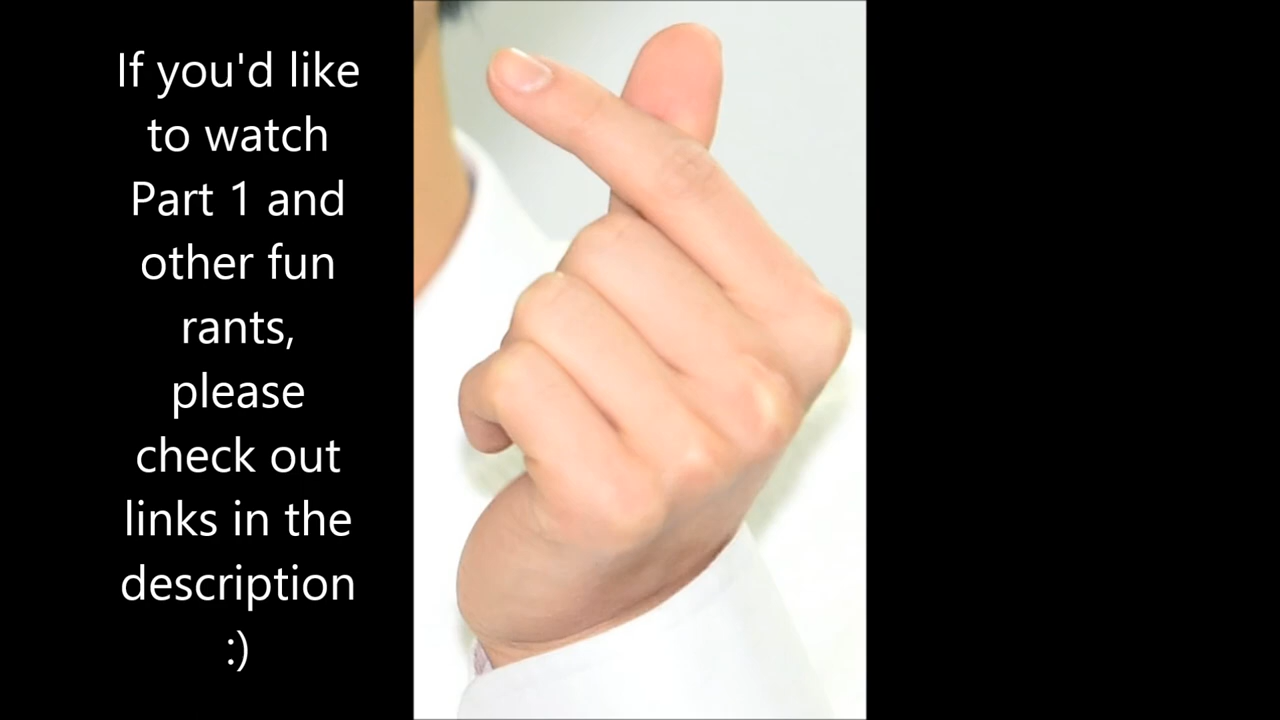 If you'd like
to watch
Part 1 and
other fun
rants,
please
check out
links in the
description
:)